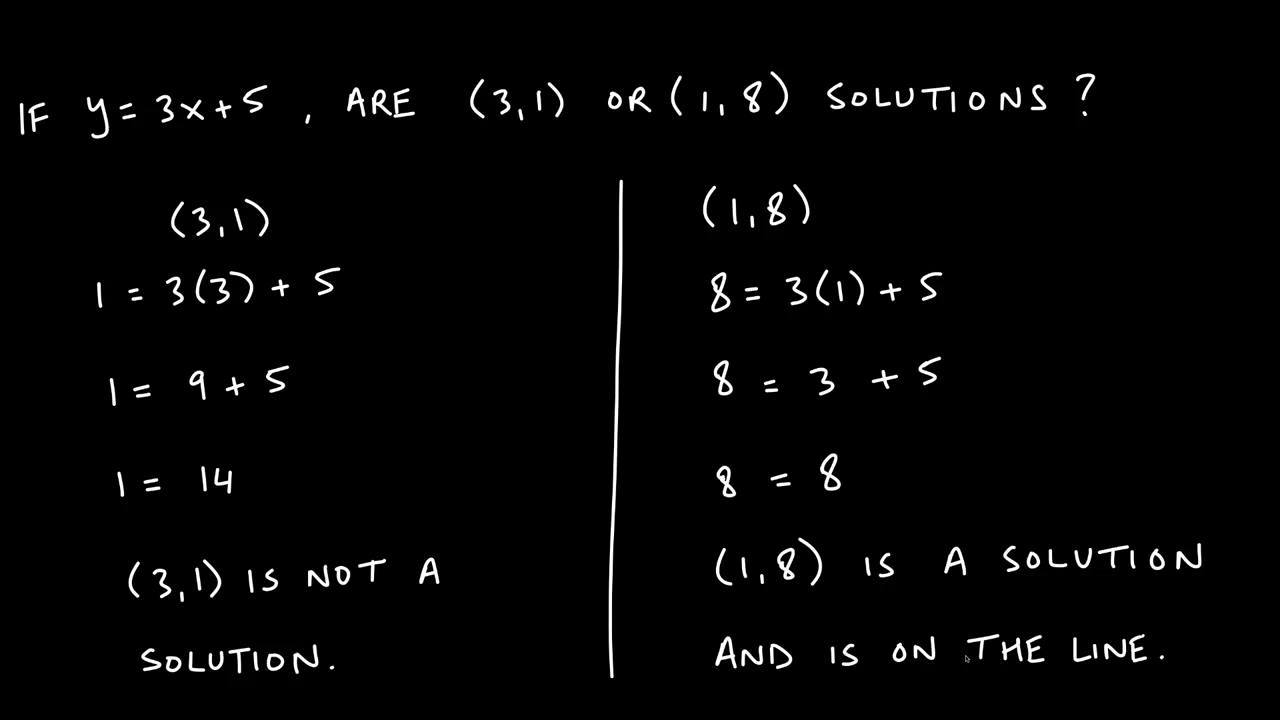 IF y = 3x + 5 , ARE (3,1) OR (1,8) SOLUTIONS ?
(3,1)
1 = 3(3) + 5
1 = 9 + 5
1 = 14
(3,1) IS NOT A
SOLUTION.
(1,8)
8 = 3(1) + 5
8 = 3 + 5
8 = 8
(1,8) IS A SOLUTION
AND IS ON THE LINE.